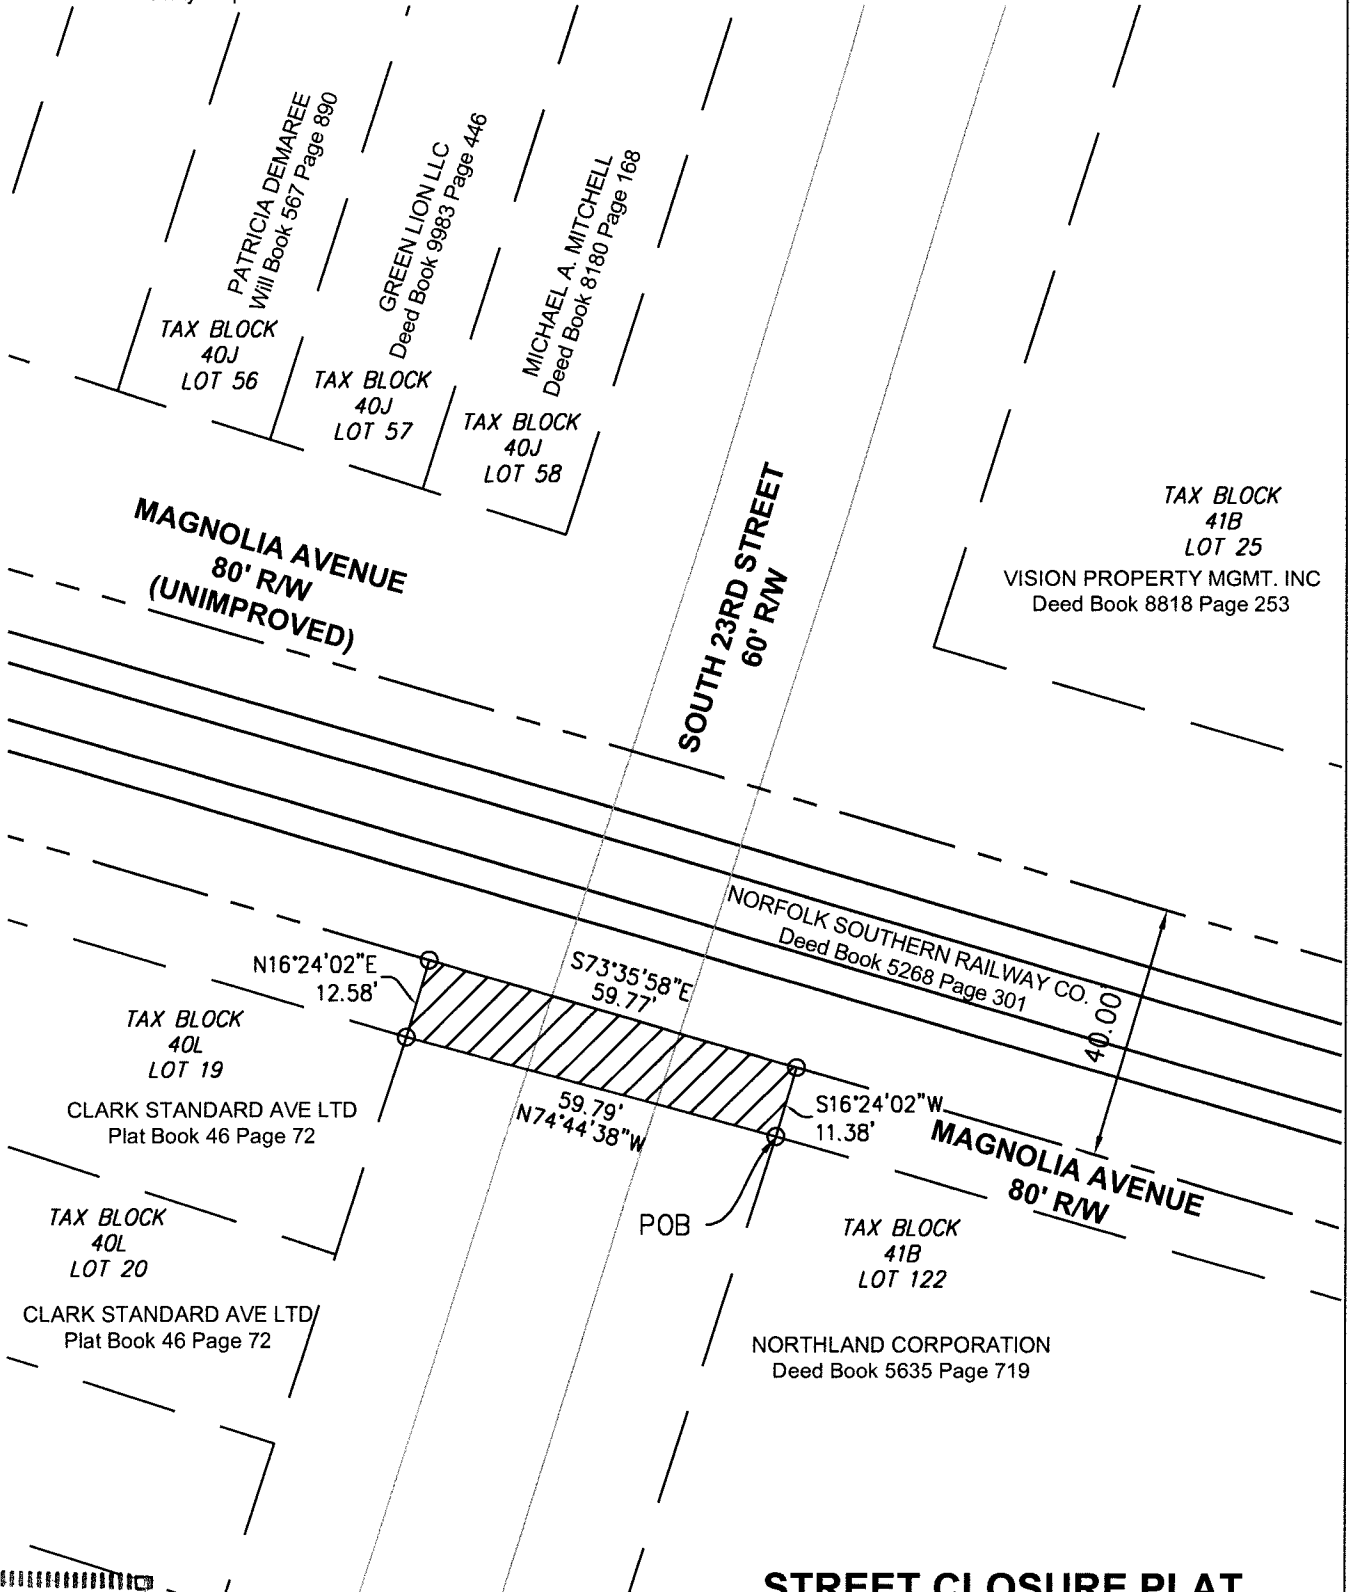 PATRICIA DEMAREE
Will Book 567 Page 890
GREEN LION LLC
Deed Book 9983 Page 446
MICHAEL A. MITCHELL
Deed Book 8180 Page 168
TAX BLOCK
40J
LOT 56
TAX BLOCK
40J
LOT 57
TAX BLOCK
40J
LOT 58
MAGNOLIA AVENUE
80' R/W
(UNIMPROVED)
SOUTH 23RD STREET
60' R/W
TAX BLOCK
41B
LOT 25
VISION PROPERTY MGMT. INC
Deed Book 8818 Page 253
NORFOLK SOUTHERN RAILWAY CO.
Deed Book 5268 Page 301
40.00'
N16°24'02"E
12.58'
S73°35'58"E
59.77'
TAX BLOCK
40L
LOT 19
CLARK STANDARD AVE LTD
Plat Book 46 Page 72
59.79'
N74°44'38"W
S16°24'02"W
11.38'
MAGNOLIA AVENUE
80' R/W
POB
TAX BLOCK
40L
LOT 20
CLARK STANDARD AVE LTD
Plat Book 46 Page 72
TAX BLOCK
41B
LOT 122
NORTHLAND CORPORATION
Deed Book 5635 Page 719
STREET CLOSURE PLAT